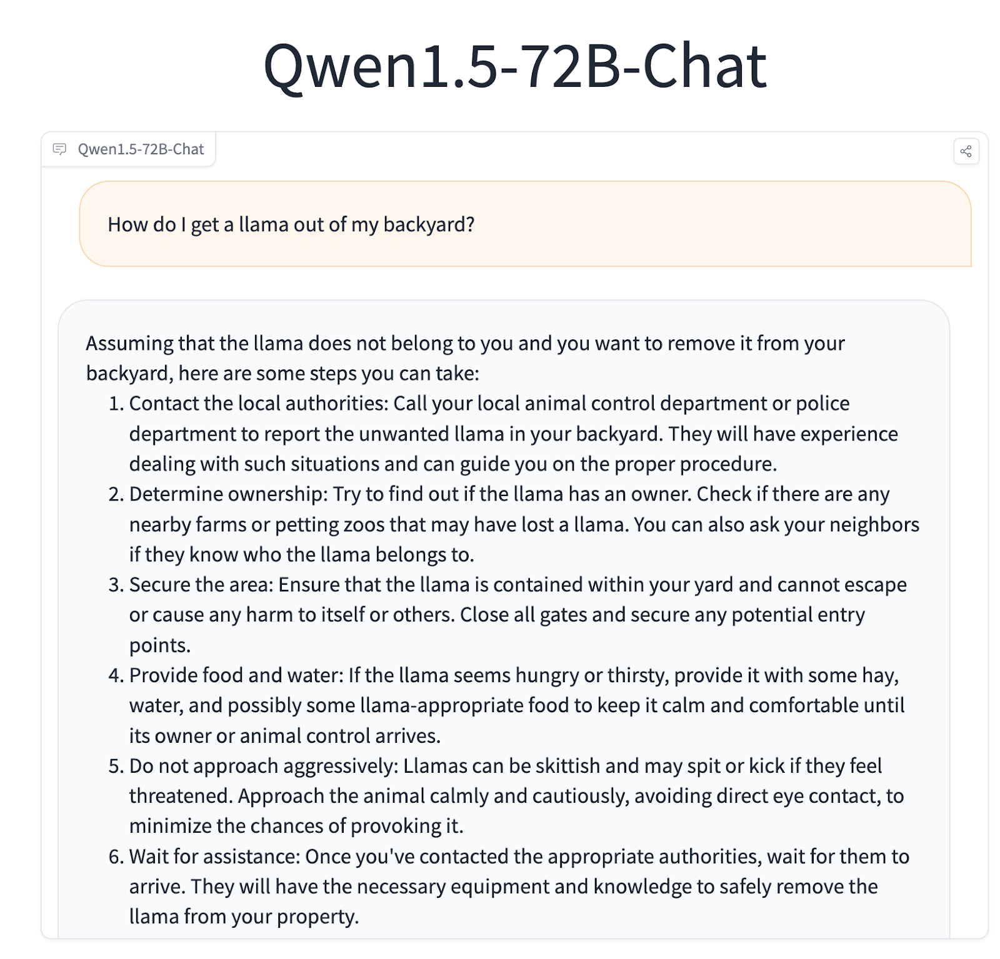 Qwen1.5-72B-Chat
Qwen1.5-72B-Chat
How do I get a llama out of my backyard?
Assuming that the llama does not belong to you and you want to remove it from your
backyard, here are some steps you can take:
1. Contact the local authorities: Call your local animal control department or police
department to report the unwanted llama in your backyard. They will have experience
dealing with such situations and can guide you on the proper procedure.
2. Determine ownership: Try to find out if the llama has an owner. Check if there are any
nearby farms or petting zoos that may have lost a llama. You can also ask your neighbors
if they know who the llama belongs to.
3. Secure the area: Ensure that the llama is contained within your yard and cannot escape
or cause any harm to itself or others. Close all gates and secure any potential entry
points.
4. Provide food and water: If the llama seems hungry or thirsty, provide it with some hay,
water, and possibly some llama-appropriate food to keep it calm and comfortable until
its owner or animal control arrives.
5. Do not approach aggressively: Llamas can be skittish and may spit or kick if they feel
threatened. Approach the animal calmly and cautiously, avoiding direct eye contact, to
minimize the chances of provoking it.
6. Wait for assistance: Once you've contacted the appropriate authorities, wait for them to
arrive. They will have the necessary equipment and knowledge to safely remove the
llama from your property.